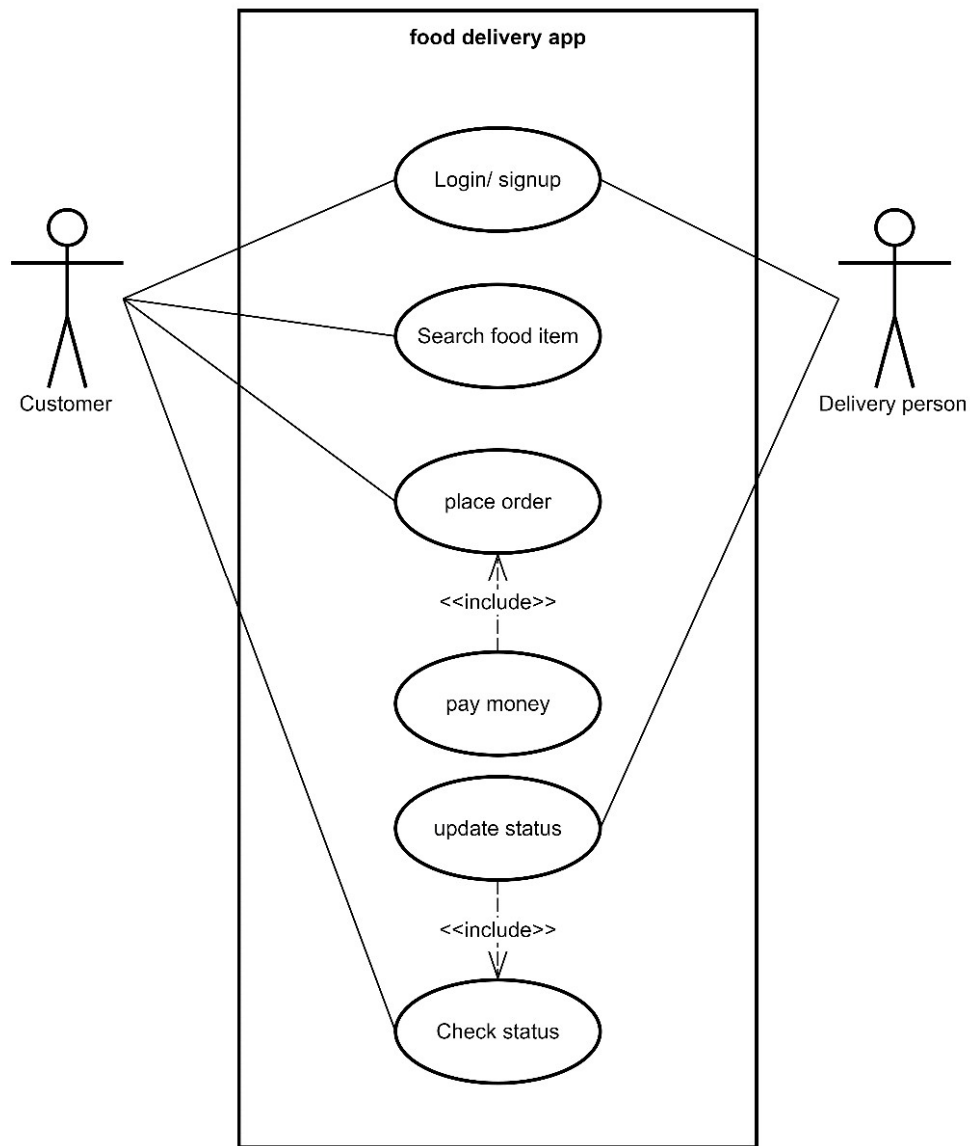 food delivery app
Login/ signup
Search food item
Customer
Delivery person
place order
<<include>>
pay money
update status
<<include>>
Check status